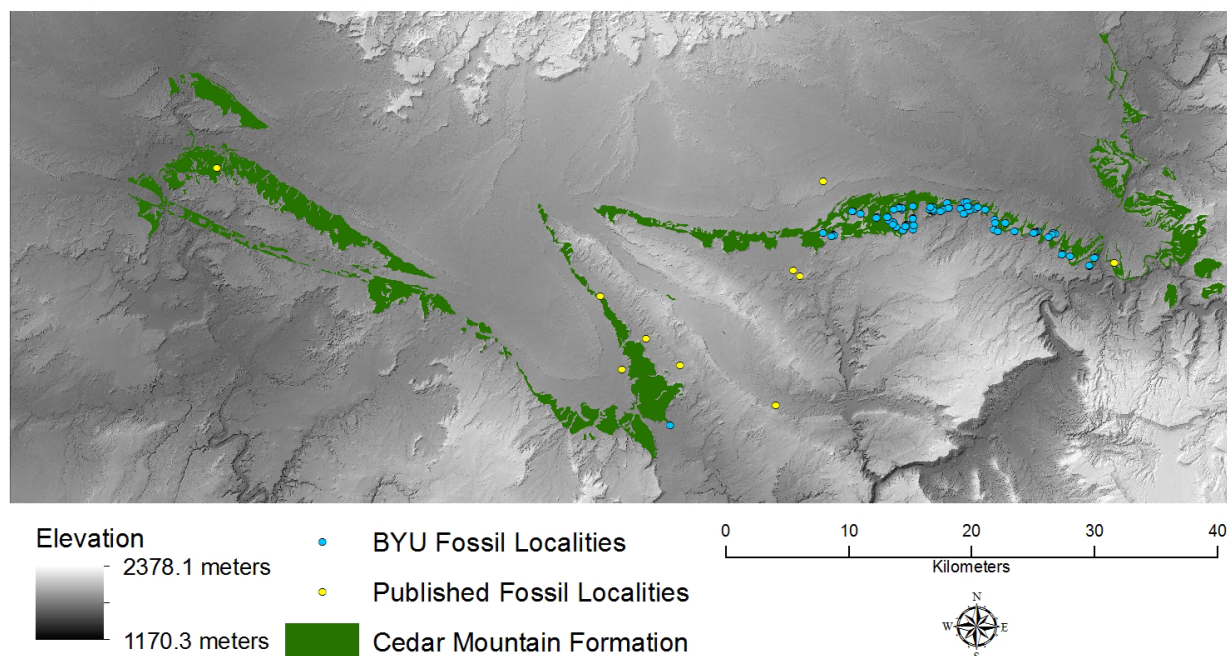 Elevation
2378.1 meters
1170.3 meters
BYU Fossil Localities
Published Fossil Localities
Cedar Mountain Formation
0 10 20 30 40
Kilometers
N
W E
S